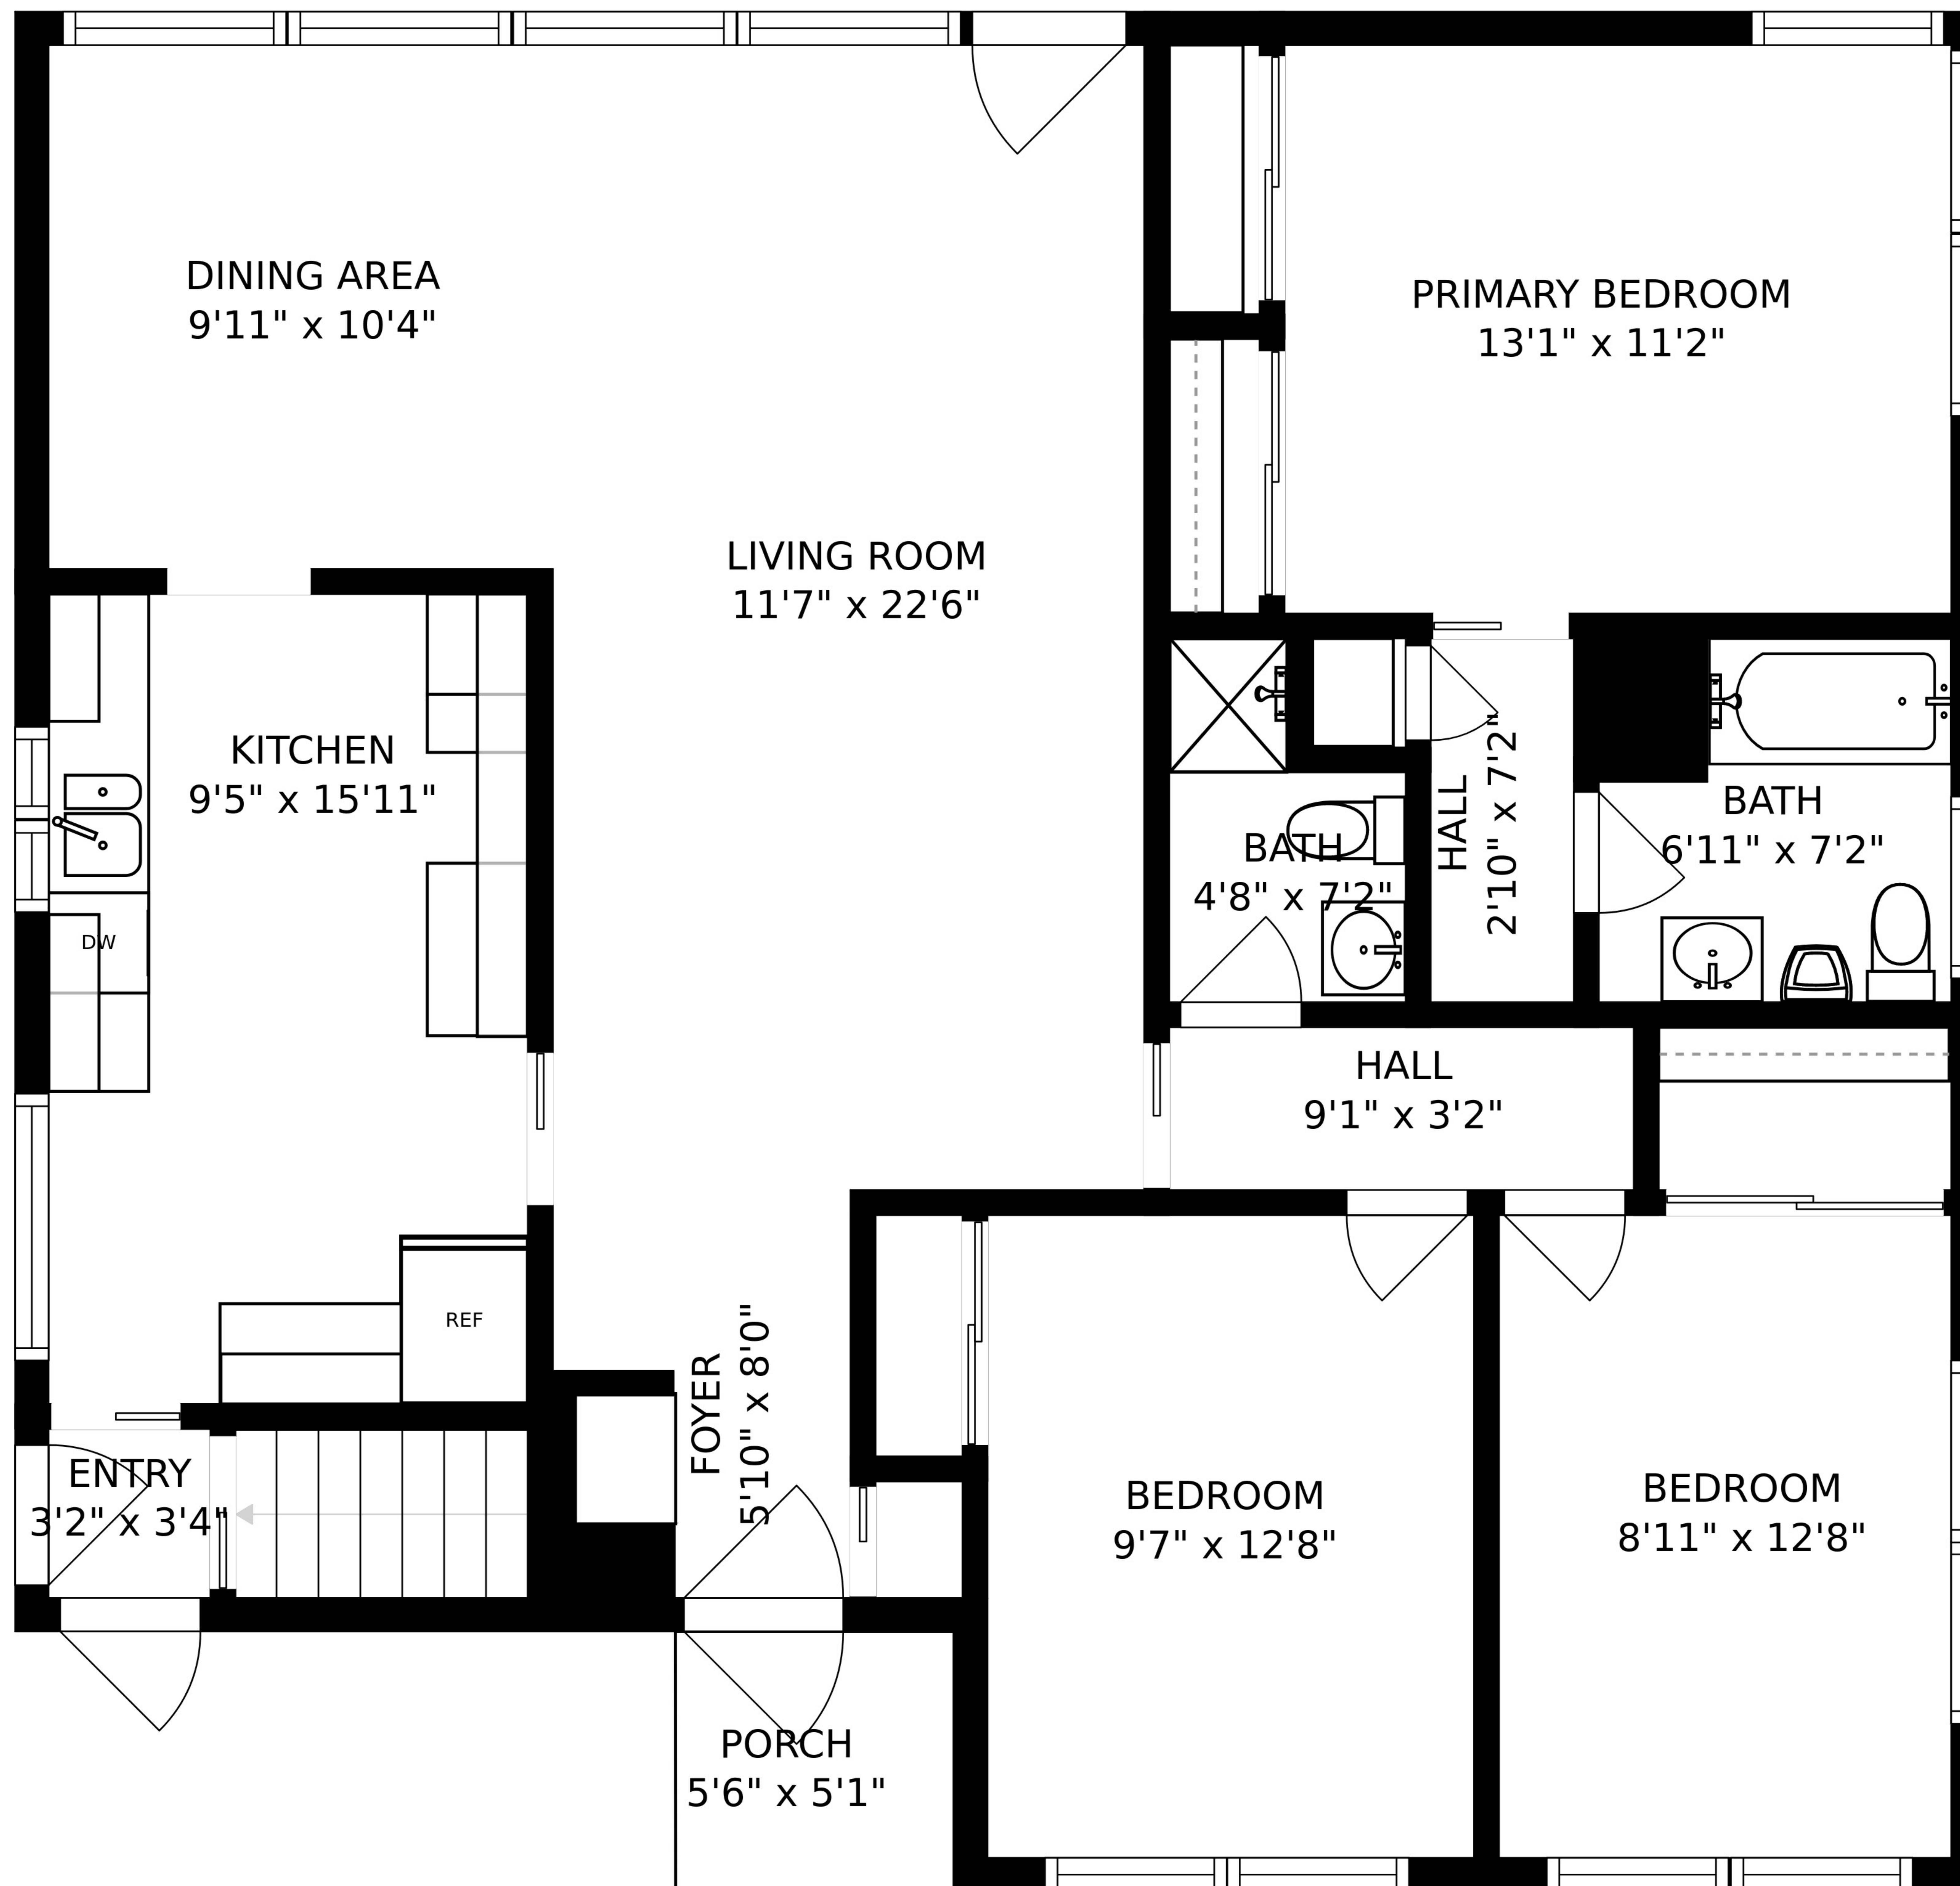 DINING AREA
9'11" x 10'4"
PRIMARY BEDROOM
13'1" x 11'2"
LIVING ROOM
11'7" x 22'6"
KITCHEN
9'5" x 15'11"
HALL
2'10" x 7'2"
BATH
6'11" x 7'2"
BATH
4'8" x 7'2"
DW
HALL
9'1" x 3'2"
REF
FOYER
5'10" x 8'0"
ENTRY
3'2" x 3'4"
BEDROOM
9'7" x 12'8"
BEDROOM
8'11" x 12'8"
PORCH
5'6" x 5'1"